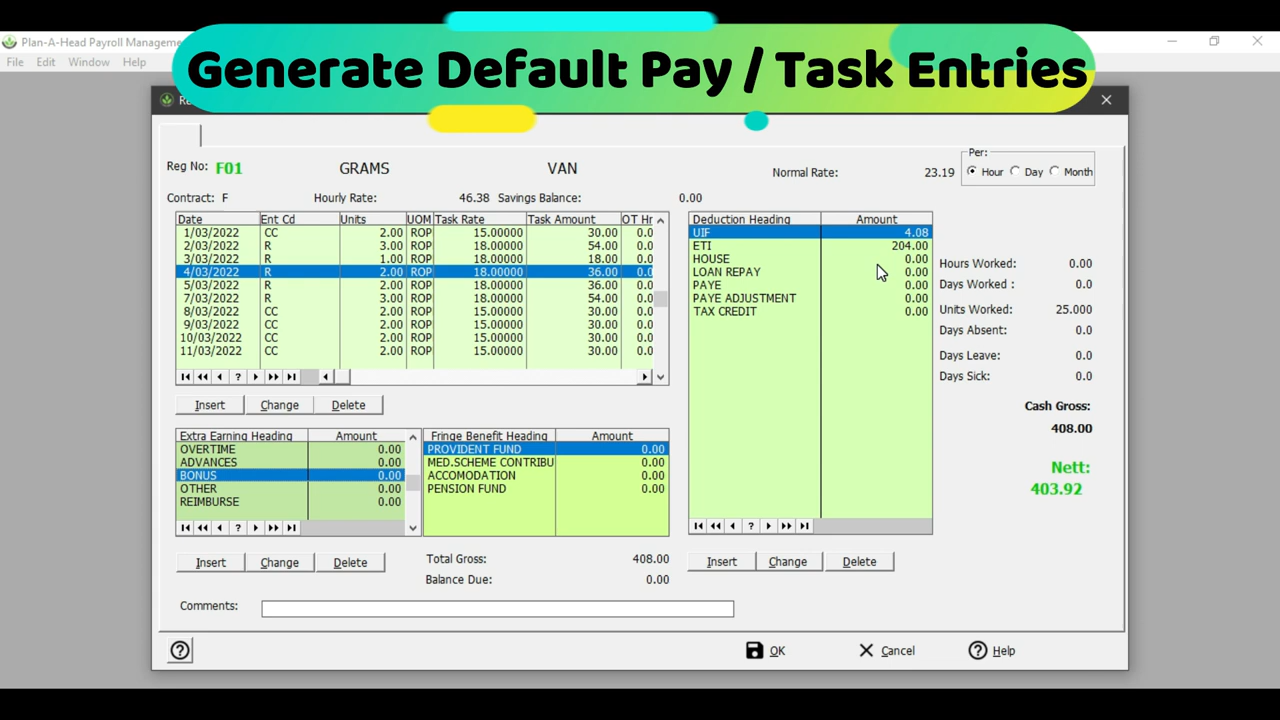 Plan-A-Head Payroll Manageme
Generate Default Pay / Task Entries
File Edit Window Help
Re
Reg No: F01 GRAMS VAN Normal Rate: 23.19 Per: Hour Day Month
Contract: F Hourly Rate: 46.38 Savings Balance: 0.00
Date Ent Cd Units UOM Task Rate Task Amount OT Hr
1/03/2022 CC 2.00 ROP 15.00000 30.00 0.0
2/03/2022 R 3.00 ROP 18.00000 54.00 0.0
3/03/2022 R 1.00 ROP 18.00000 18.00 0.0
4/03/2022 R 2.00 ROP 18.00000 36.00 0.0
5/03/2022 R 2.00 ROP 18.00000 36.00 0.0
7/03/2022 R 3.00 ROP 18.00000 54.00 0.0
8/03/2022 CC 2.00 ROP 15.00000 30.00 0.0
9/03/2022 CC 2.00 ROP 15.00000 30.00 0.0
10/03/2022 CC 2.00 ROP 15.00000 30.00 0.0
11/03/2022 CC 2.00 ROP 15.00000 30.00 0.0
?
Insert Change Delete
Deduction Heading Amount
UIF 4.08
ETI 204.00
HOUSE 0.00
LOAN REPAY 0.00
PAYE 0.00
PAYE ADJUSTMENT 0.00
TAX CREDIT 0.00
?
Insert Change Delete
Hours Worked: 0.00
Days Worked : 0.0
Units Worked: 25.000
Days Absent: 0.0
Days Leave: 0.0
Days Sick: 0.0
Cash Gross:
408.00
Nett:
403.92
Extra Earning Heading Amount
OVERTIME 0.00
ADVANCES 0.00
BONUS 0.00
OTHER 0.00
REIMBURSE 0.00
?
Insert Change Delete
Fringe Benefit Heading Amount
PROVIDENT FUND 0.00
MED.SCHEME CONTRIBU 0.00
ACCOMODATION 0.00
PENSION FUND 0.00
Total Gross: 408.00
Balance Due: 0.00
Comments:
? OK Cancel ? Help